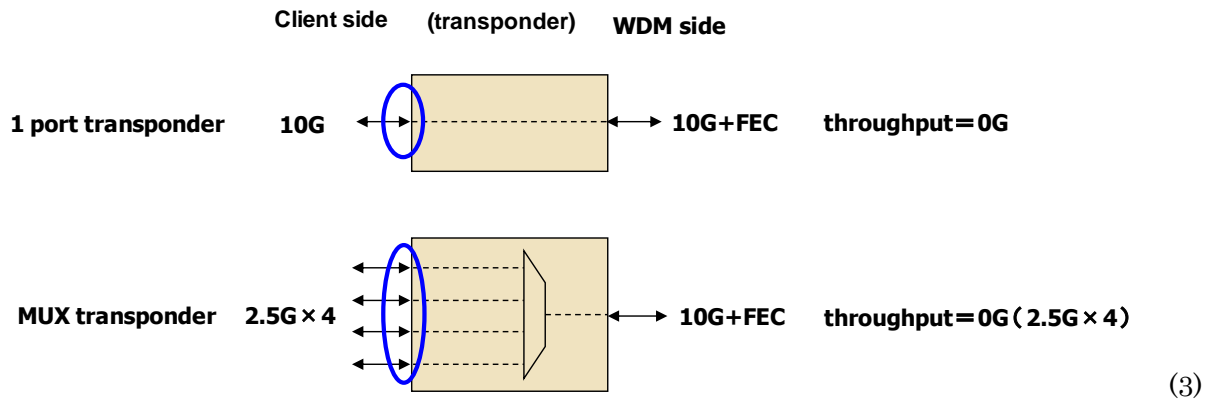 Client side (transponder) WDM side
1 port transponder 10G 10G+FEC throughput=0G
MUX transponder 2.5G×4 10G+FEC throughput=0G(2.5G×4)
(3)